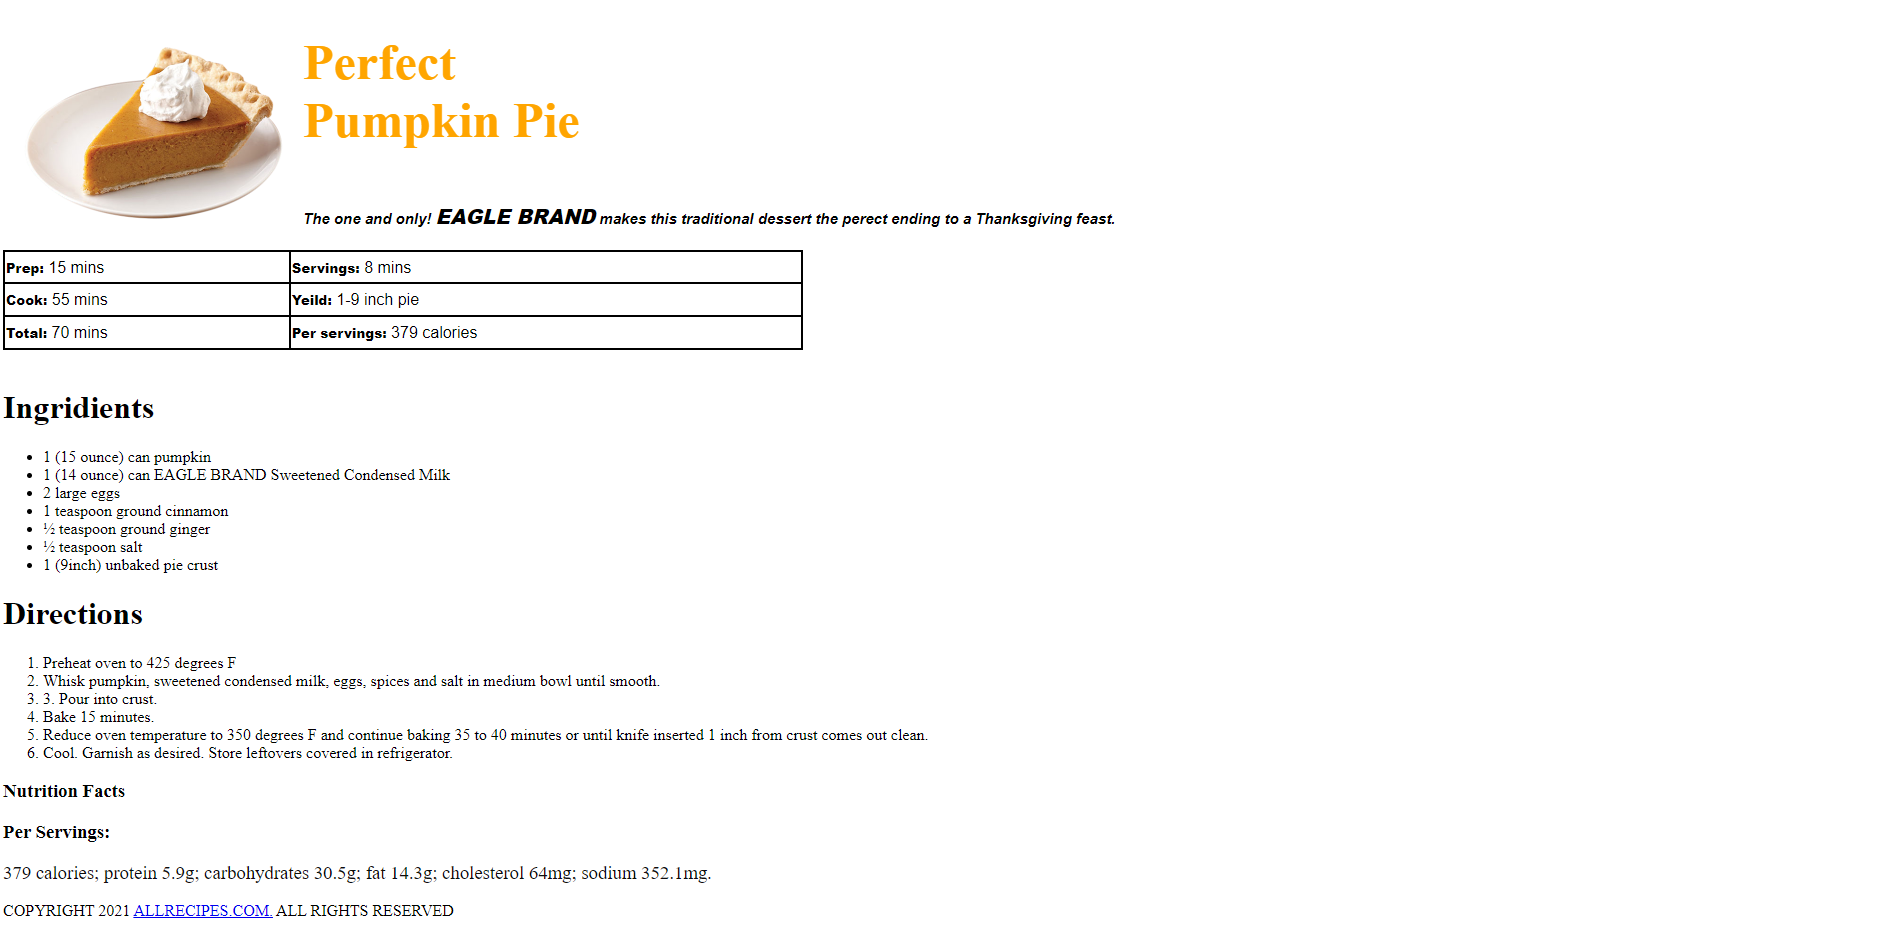 Perfect
Pumpkin Pie
The one and only! EAGLE BRAND makes this traditional dessert the perect ending to a Thanksgiving feast.
Prep: 15 mins Servings: 8 mins
Cook: 55 mins Yeild: 1-9 inch pie
Total: 70 mins Per servings: 379 calories
Ingridients
• 1 (15 ounce) can pumpkin
• 1 (14 ounce) can EAGLE BRAND Sweetened Condensed Milk
• 2 large eggs
• 1 teaspoon ground cinnamon
• ½ teaspoon ground ginger
• ½ teaspoon salt
• 1 (9inch) unbaked pie crust
Directions
1. Preheat oven to 425 degrees F
2. Whisk pumpkin, sweetened condensed milk, eggs, spices and salt in medium bowl until smooth.
3. 3. Pour into crust.
4. Bake 15 minutes.
5. Reduce oven temperature to 350 degrees F and continue baking 35 to 40 minutes or until knife inserted 1 inch from crust comes out clean.
6. Cool. Garnish as desired. Store leftovers covered in refrigerator.
Nutrition Facts
Per Servings:
379 calories; protein 5.9g; carbohydrates 30.5g; fat 14.3g; cholesterol 64mg; sodium 352.1mg.
COPYRIGHT 2021 ALLRECIPES.COM. ALL RIGHTS RESERVED